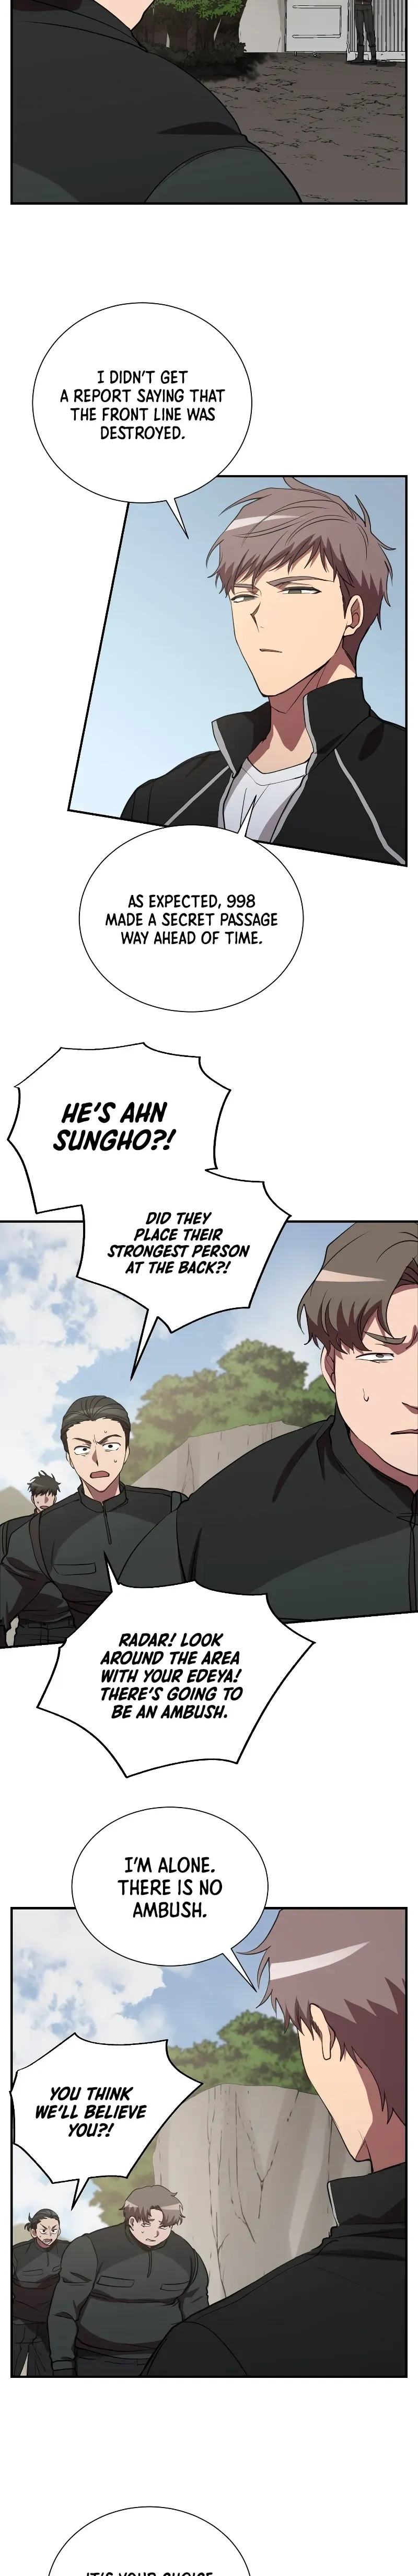 I DIDN'T GET
A REPORT SAYING THAT
THE FRONT LINE WAS
DESTROYED.
AS EXPECTED, 998
MADE A SECRET PASSAGE
WAY AHEAD OF TIME.
HE'S AHN
SUNGHO?!
DID THEY
PLACE THEIR
STRONGEST PERSON
AT THE BACK?!
RADAR! LOOK
AROUND THE AREA
WITH YOUR EDEYA!
THERE'S GOING TO
BE AN AMBUSH.
I'M ALONE.
THERE IS NO
AMBUSH.
YOU THINK
WE'LL BELIEVE
YOU?!
IT'S YOUR CHOICE